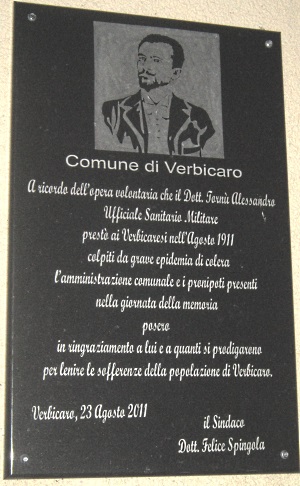 Comune di Verbicaro
A ricordo dell'opera volontaria che il Dott. Tornù Alessandro
Ufficiale Sanitario Militare
prestò ai Verbicaresi nell'Agosto 1911
colpiti da grave epidemia di colera
l'amministrazione comunale e i pronipoti presenti
nella giornata della memoria
posero
in ringraziamento a lui e a quanti si prodigarono
per lenire le sofferenze della popolazione di Verbicaro.
Verbicaro, 23 Agosto 2011
il Sindaco
Dott. Felice Spingola